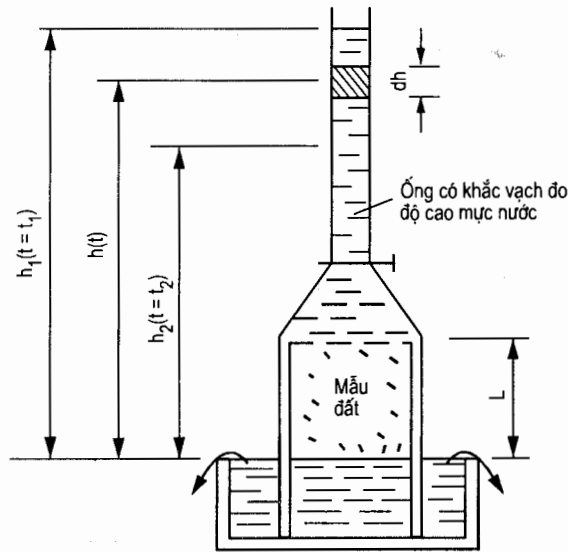 h₁(t = t₁)
h(t)
h₂(t = t₂)
dh
Ống có khắc vạch đo
độ cao mực nước
Mẫu
đất
L